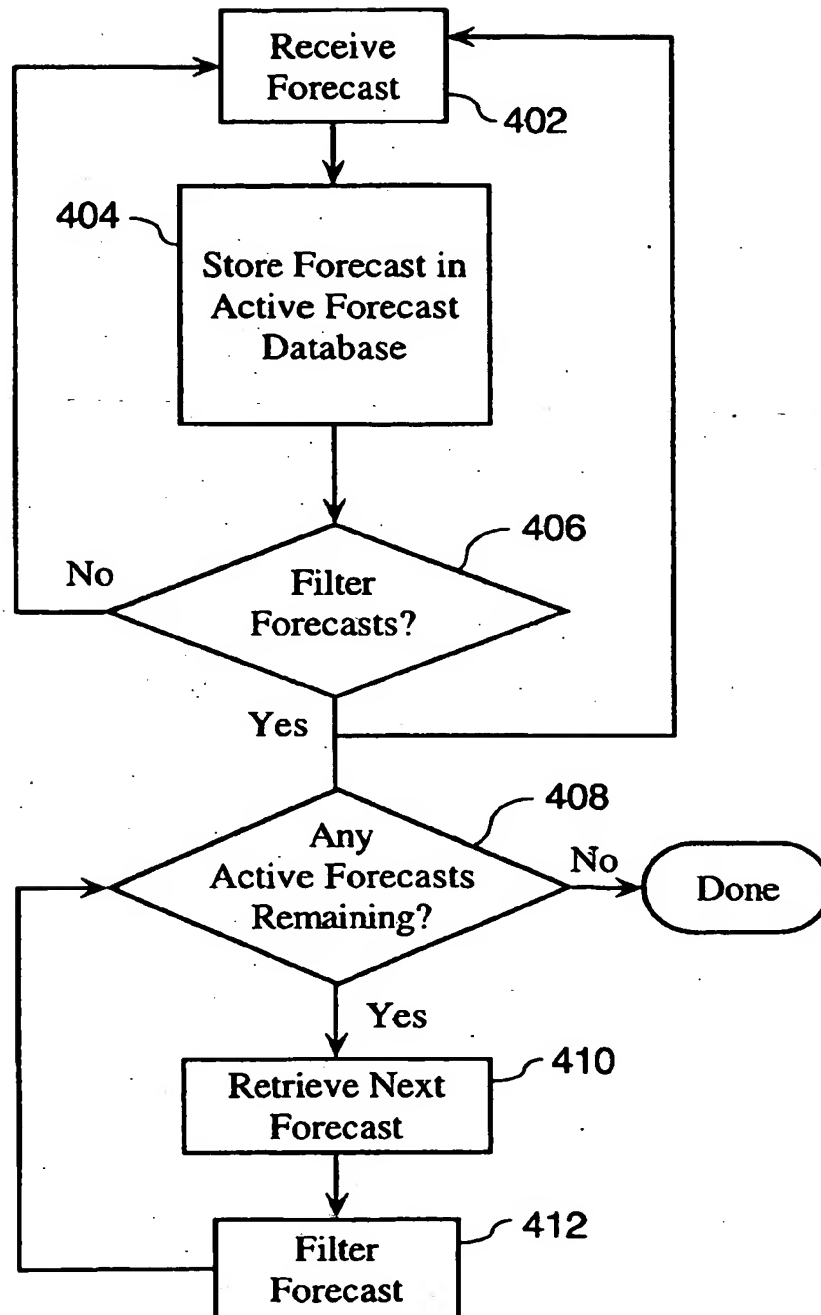 Receive
Forecast
402
404
Store Forecast in
Active Forecast
Database
406
No
Filter
Forecasts?
Yes
408
Any
Active Forecasts
Remaining?
No
Done
Yes
410
Retrieve Next
Forecast
412
Filter
Forecast